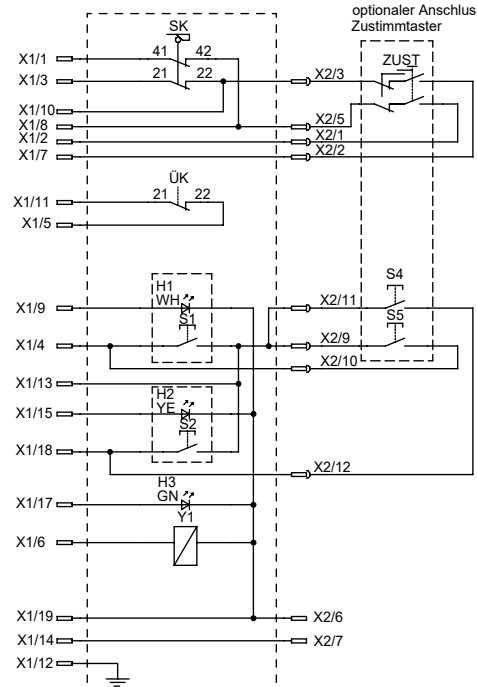 optionaler Anschlus
Zustimmtaster
SK
ZUST
X1/1 41 42
X1/3 21 22 X2/3
X1/10
X1/8 X2/5
X1/2 X2/1
X1/7 X2/2
ÜK
X1/11 21 22
X1/5
S4
H1
X1/9 WH X2/11
S1 S5
X1/4 X2/9
X2/10
X1/13
H2
X1/15 YE
S2
X1/18
X2/12
H3
X1/17 GN
Y1
X1/6
X1/19 X2/6
X1/14 X2/7
X1/12